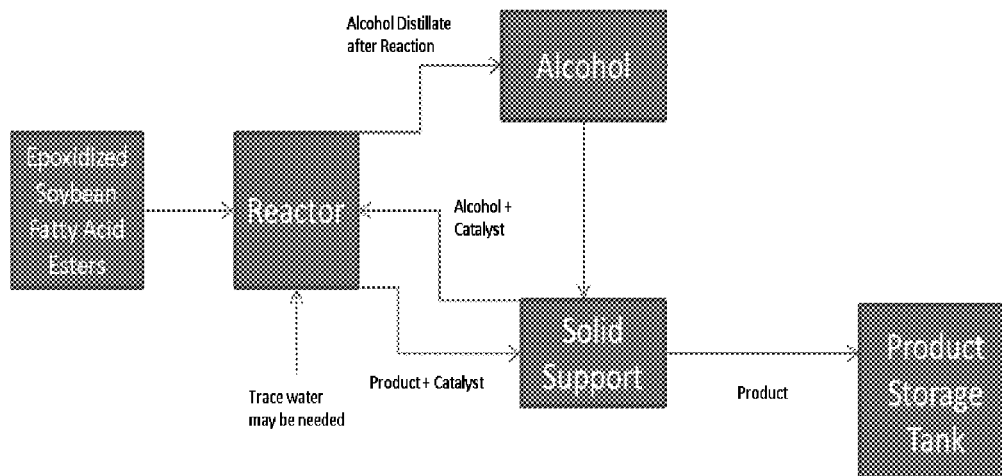 Alcohol Distillate
after Reaction
Alcohol
Epoxidized
Soybean
Fatty Acid
Esters
Reactor
Alcohol +
Catalyst
Solid
Support
Product
Storage
Tank
Trace water
may be needed
Product + Catalyst
Product